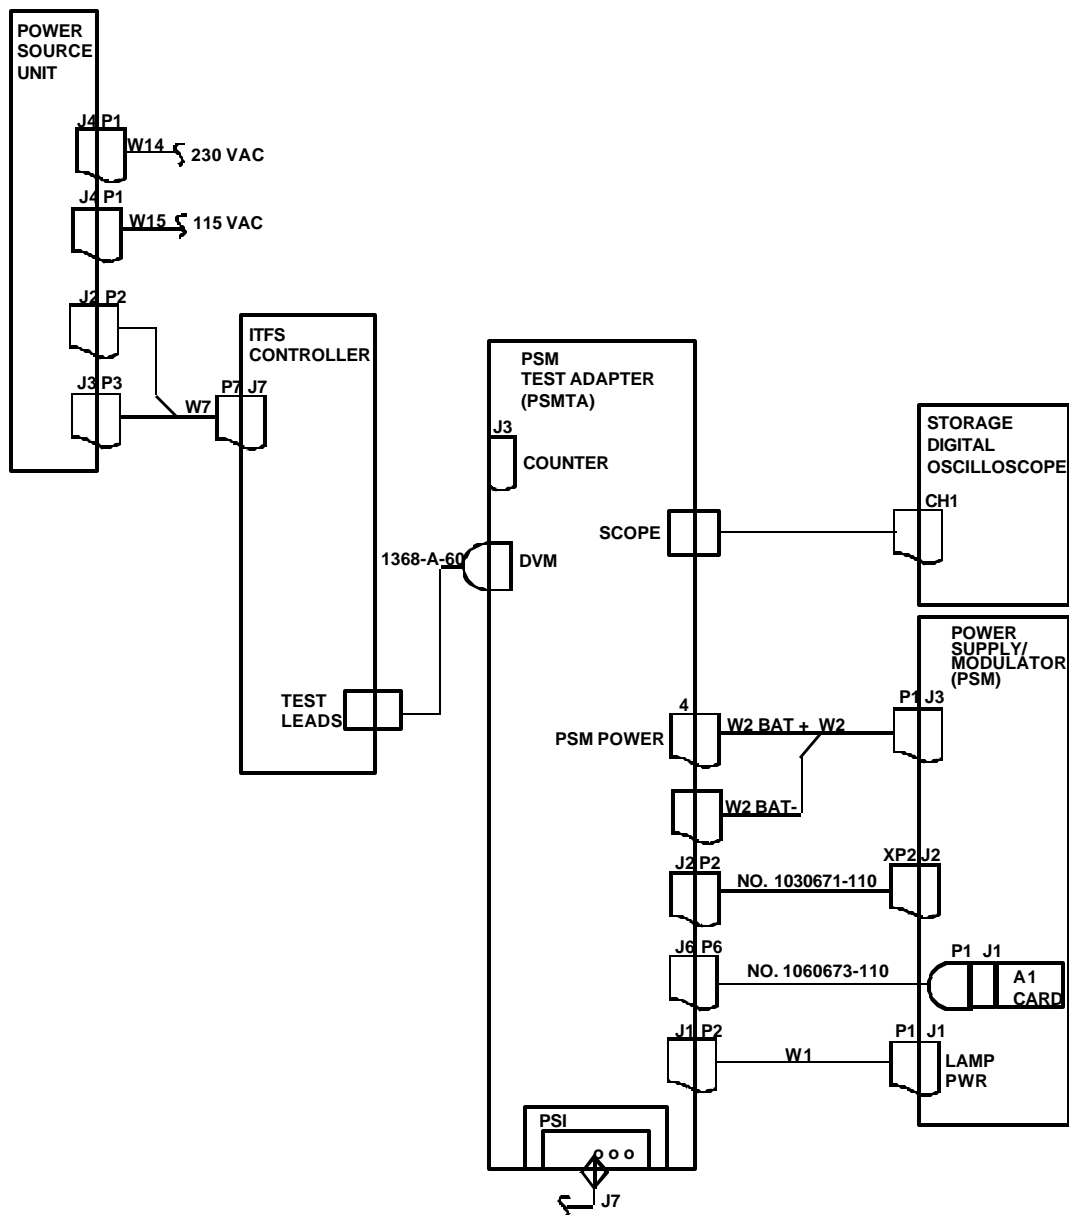 POWER
SOURCE
UNIT
J4 P1
W14
230 VAC
J4 P1
W15
115 VAC
J2 P2
J3 P3
W7
P7 J7
ITFS
CONTROLLER
TEST
LEADS
1368-A-60
PSM
TEST ADAPTER
(PSMTA)
J3
COUNTER
DVM
SCOPE
STORAGE
DIGITAL
OSCILLOSCOPE
CH1
POWER
SUPPLY/
MODULATOR
(PSM)
4
PSM POWER
W2 BAT + W2
P1 J3
W2 BAT-
J2 P2
NO. 1030671-110
XP2 J2
J6 P6
NO. 1060673-110
P1 J1
A1
CARD
J1 P2
W1
P1 J1
LAMP
PWR
PSI
J7